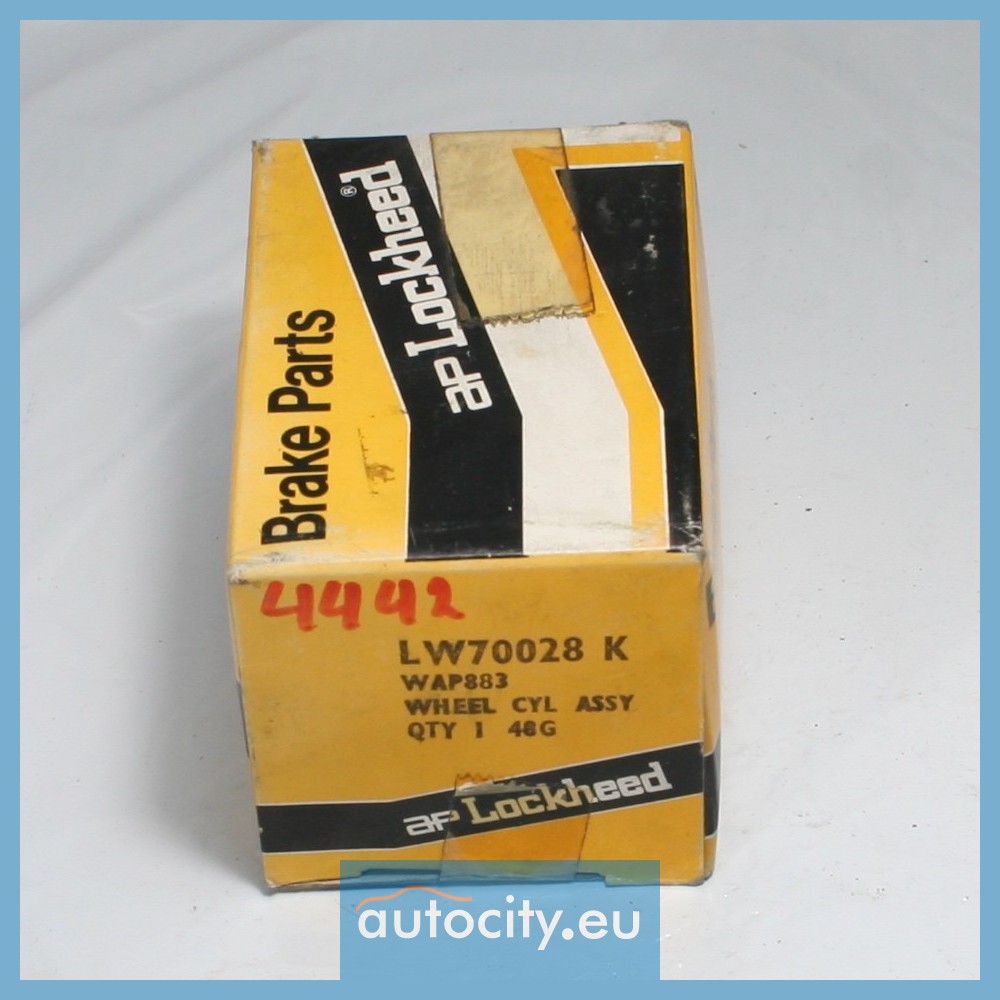 Brake Parts
ap Lockheed®
4442
LW70028 K
WAP883
WHEEL CYL ASSY
QTY 1 48G
ap Lockheed
autocity.eu